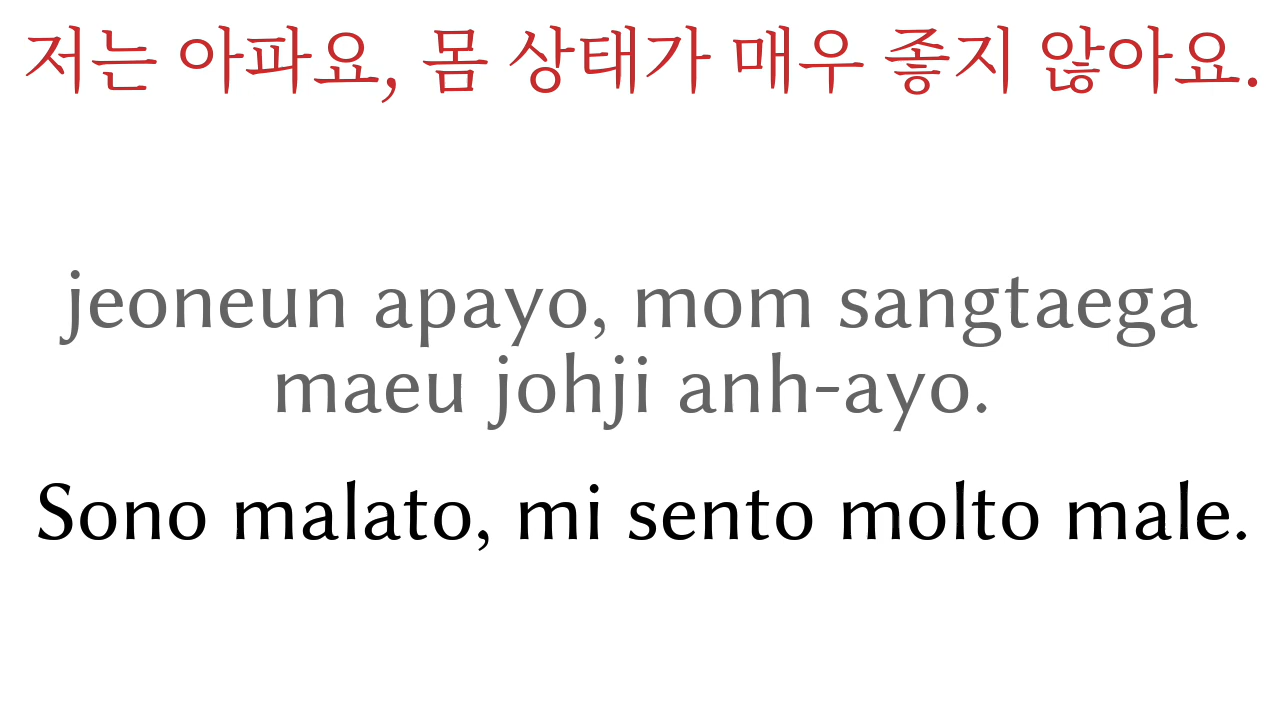 저는 아파요, 몸 상태가 매우 좋지 않아요.
jeoneun apayo, mom sangtaega
maeu johji anh-ayo.
Sono malato, mi sento molto male.